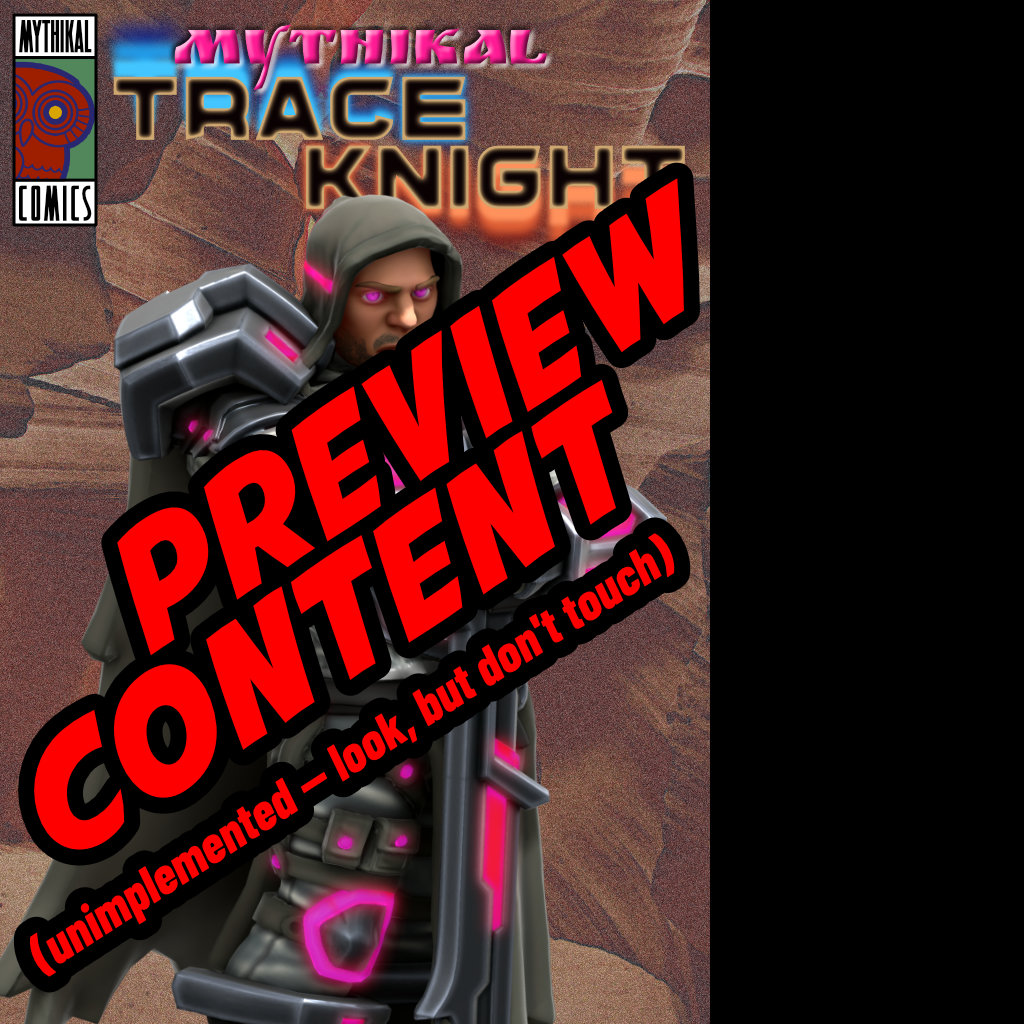 MYTHIKAL
COMICS
MYTHIKAL
TRACE
KNIGHT
PREVIEW
CONTENT
(unimplemented – look, but don't touch)